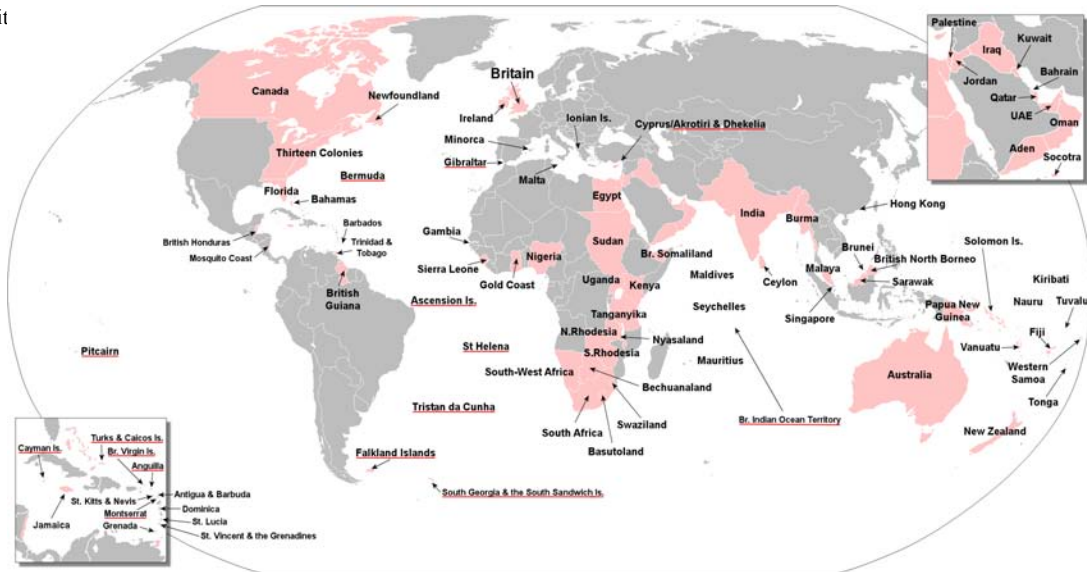 it
Canada
Newfoundland
Britain
Ireland
Ionian Is.
Cyprus/Akrotiri & Dhekelia
Minorca
Thirteen Colonies
Gibraltar
Bermuda
Malta
Florida
Bahamas
Egypt
India
Burma
Hong Kong
British Honduras
Barbados
Mosquito Coast
Trinidad &
Tobago
Gambia
Sudan
Nigeria
Br. Somaliland
Brunei
Solomon Is.
British North Borneo
Sierra Leone
Gold Coast
Uganda
Kenya
Maldives
Ceylon
Malaya
Sarawak
Kiribati
British
Guiana
Ascension Is.
Tanganyika
Seychelles
Singapore
Papua New
Guinea
Nauru
Tuvalu
Pitcairn
St Helena
N.Rhodesia
Nyasaland
S.Rhodesia
Mauritius
Vanuatu
Fiji
South-West Africa
Bechuanaland
Australia
Western
Samoa
Tonga
Tristan da Cunha
Swaziland
Br. Indian Ocean Territory
South Africa
Basutoland
New Zealand
Falkland Islands
South Georgia & the South Sandwich Is.
Palestine
Iraq
Kuwait
Jordan
Bahrain
Qatar
UAE
Oman
Aden
Socotra
Turks & Caicos Is.
Cayman Is.
Br. Virgin Is.
Anguilla
St. Kitts & Nevis
Antigua & Barbuda
Montserrat
Dominica
Jamaica
Grenada
St. Lucia
St. Vincent & the Grenadines